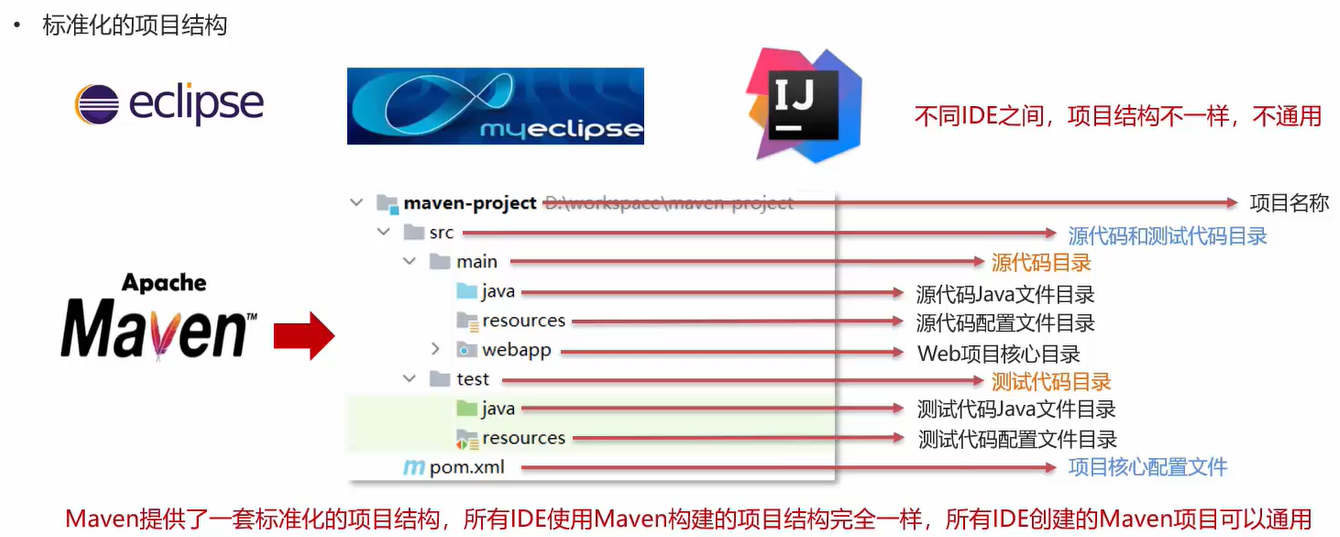 • 标准化的项目结构
eclipse
myeclipse
IJ
不同IDE之间，项目结构不一样，不通用
maven-project D:\workspace\maven-project
项目名称
src
源代码和测试代码目录
main
源代码目录
java
源代码Java文件目录
resources
源代码配置文件目录
webapp
Web项目核心目录
test
测试代码目录
java
测试代码Java文件目录
resources
测试代码配置文件目录
pom.xml
项目核心配置文件
Apache
Maven™
Maven提供了一套标准化的项目结构，所有IDE使用Maven构建的项目结构完全一样，所有IDE创建的Maven项目可以通用